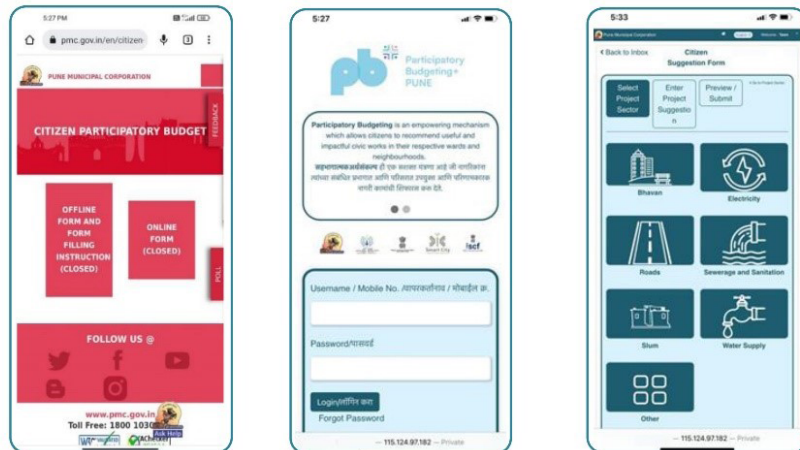 5:27 PM
pmc.gov.in/en/citizen
PUNE MUNICIPAL CORPORATION
CITIZEN PARTICIPATORY BUDGET
FEEDBACK
OFFLINE
FORM AND
FORM
FILLING
INSTRUCTION
(CLOSED)
ONLINE
FORM
(CLOSED)
POLL
FOLLOW US @
www.pmc.gov.in
Toll Free: 1800 1030
Ask Help
5:27
pb
Participatory
Budgeting+
PUNE
Participatory Budgeting is an empowering mechanism
which allows citizens to recommend useful and
impactful civic works in their respective wards and
neighbourhoods.
Username / Mobile No. /वापरकर्तानाव / मोबाईल क्र.
Password/पासवर्ड
Login/लॉगिन करा
Forgot Password
115.124.97.182 — Private
5:33
Pune Municipal Corporation
< Back to Inbox
Citizen
Suggestion Form
Select
Project
Sector
Enter
Project
Suggestio
n
Preview /
Submit
Bhavan
Electricity
Roads
Sewerage and Sanitation
Slum
Water Supply
Other
115.124.97.182 — Private